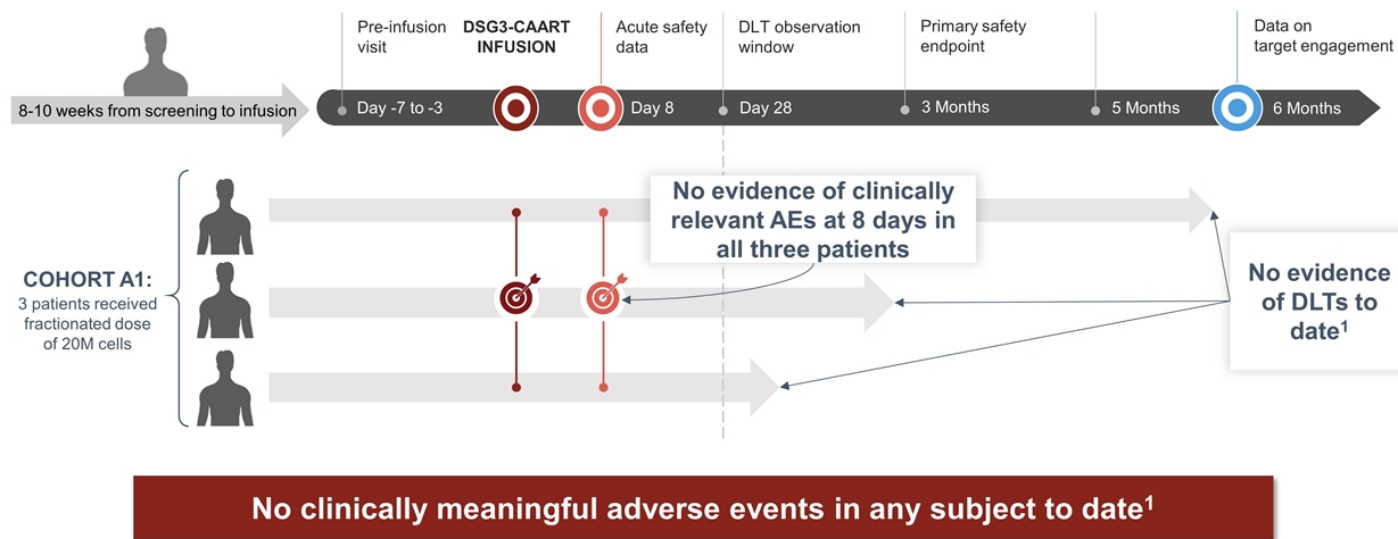 Pre-infusion
visit
DSG3-CAART
INFUSION
Acute safety
data
DLT observation
window
Primary safety
endpoint
Data on
target engagement
8-10 weeks from screening to infusion
Day -7 to -3
Day 8
Day 28
3 Months
5 Months
6 Months
No evidence of clinically
relevant AEs at 8 days in
all three patients
COHORT A1:
3 patients received
fractionated dose
of 20M cells
No evidence
of DLTs to
date¹
No clinically meaningful adverse events in any subject to date¹